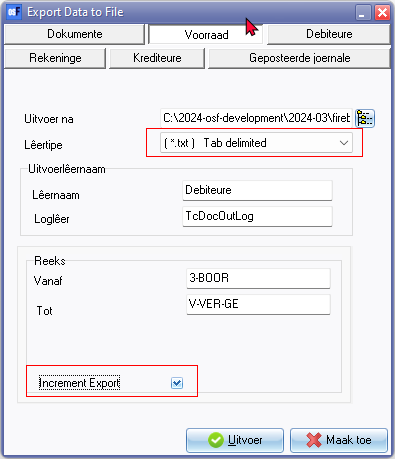 Export Data to File
Dokumente Voorraad Debiteure
Rekeninge Krediteure Geposteerde joernale
Uitvoer na C:\2024-osf-development\2024-03\fireb
Lêertipe ( *.txt ) Tab delimited
Uitvoerlêernaam
Lêernaam Debiteure
Loglêer TcDocOutLog
Reeks
Vanaf 3-BOOR
Tot V-VER-GE
Increment Export
Uitvoer Maak toe